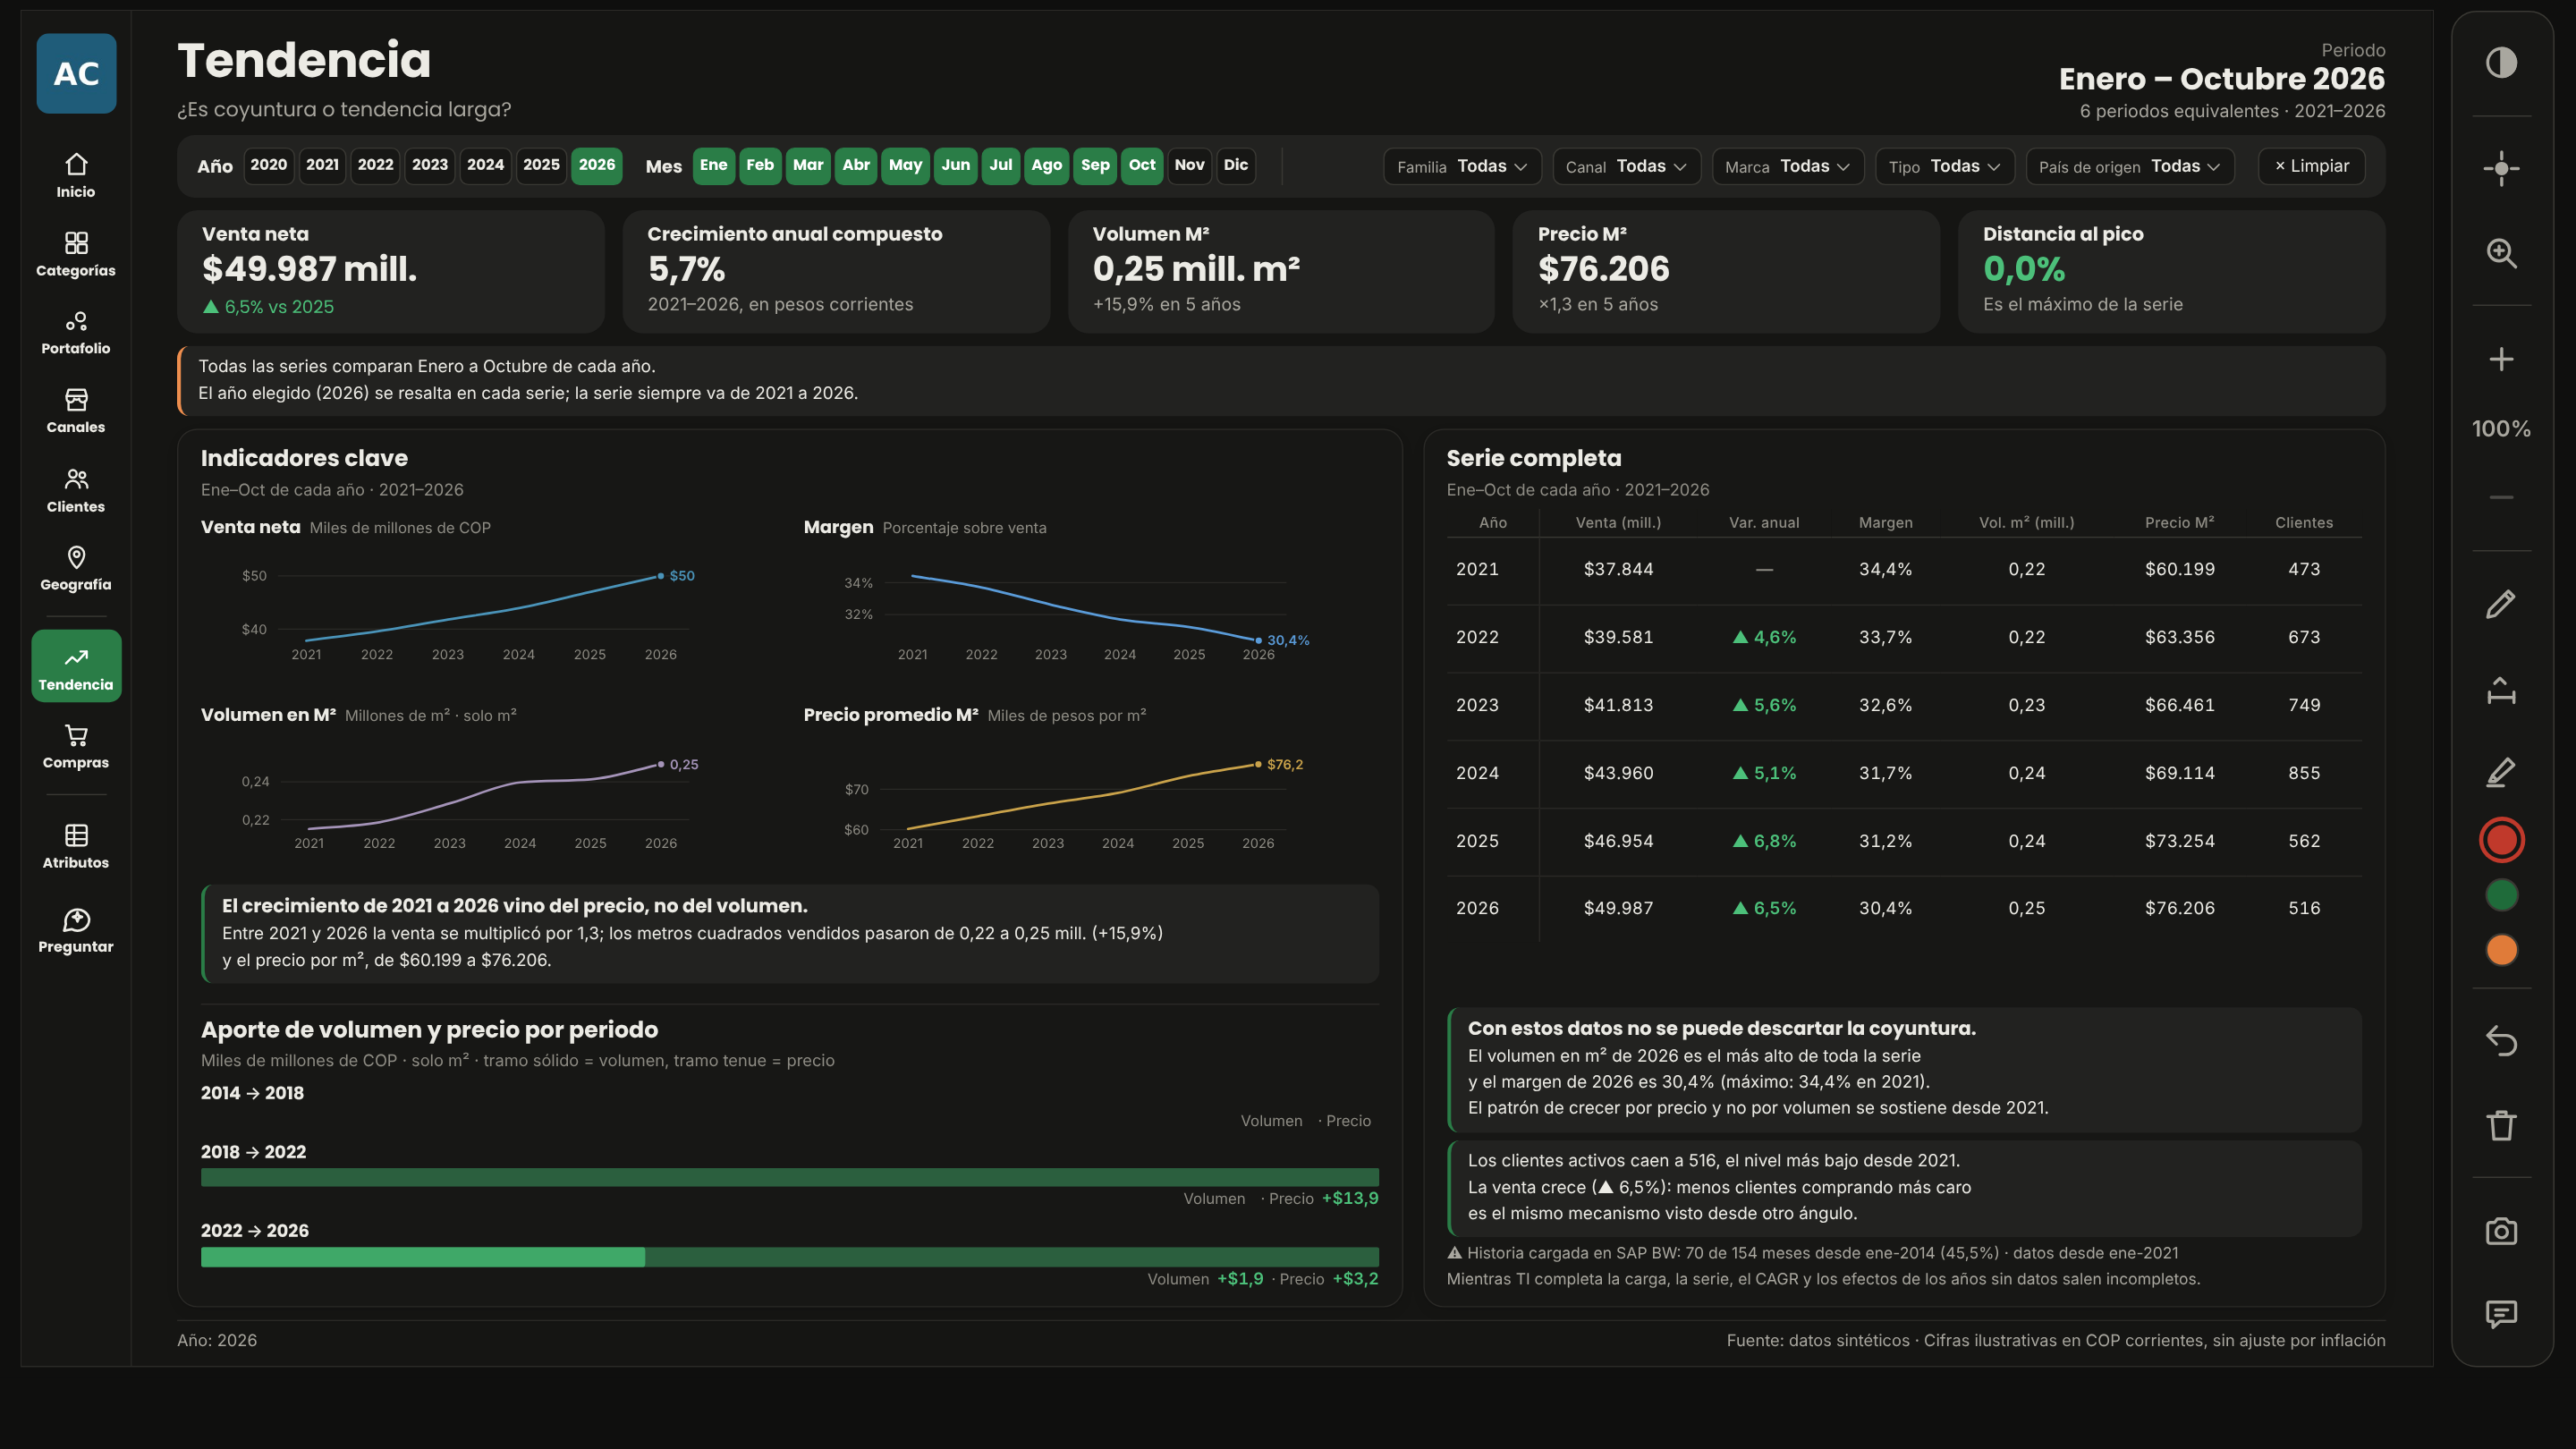 AC
Inicio
Categorías
Portafolio
Canales
Clientes
Geografía
Tendencia
Compras
Atributos
Preguntar
Tendencia
¿Es coyuntura o tendencia larga?
Periodo
Enero – Octubre 2026
6 periodos equivalentes · 2021–2026
Año 2020 2021 2022 2023 2024 2025 2026 Mes Ene Feb Mar Abr May Jun Jul Ago Sep Oct Nov Dic Familia Todas Canal Todas Marca Todas Tipo Todas País de origen Todas × Limpiar
Venta neta
$49.987 mill.
▲ 6,5% vs 2025
Crecimiento anual compuesto
5,7%
2021–2026, en pesos corrientes
Volumen M²
0,25 mill. m²
+15,9% en 5 años
Precio M²
$76.206
×1,3 en 5 años
Distancia al pico
0,0%
Es el máximo de la serie
Todas las series comparan Enero a Octubre de cada año.
El año elegido (2026) se resalta en cada serie; la serie siempre va de 2021 a 2026.
Indicadores clave
Ene–Oct de cada año · 2021–2026
Venta neta Miles de millones de COP
$50
$50
$40
2021 2022 2023 2024 2025 2026
Margen Porcentaje sobre venta
34%
32%
30,4%
2021 2022 2023 2024 2025 2026
Volumen en M² Millones de m² · solo m²
0,25
0,24
0,22
2021 2022 2023 2024 2025 2026
Precio promedio M² Miles de pesos por m²
$76,2
$70
$60
2021 2022 2023 2024 2025 2026
El crecimiento de 2021 a 2026 vino del precio, no del volumen.
Entre 2021 y 2026 la venta se multiplicó por 1,3; los metros cuadrados vendidos pasaron de 0,22 a 0,25 mill. (+15,9%)
y el precio por m², de $60.199 a $76.206.
Aporte de volumen y precio por periodo
Miles de millones de COP · solo m² · tramo sólido = volumen, tramo tenue = precio
2014 → 2018
Volumen · Precio
2018 → 2022
Volumen · Precio +$13,9
2022 → 2026
Volumen +$1,9 · Precio +$3,2
Serie completa
Ene–Oct de cada año · 2021–2026
Año Venta (mill.) Var. anual Margen Vol. m² (mill.) Precio M² Clientes
2021 $37.844 — 34,4% 0,22 $60.199 473
2022 $39.581 ▲ 4,6% 33,7% 0,22 $63.356 673
2023 $41.813 ▲ 5,6% 32,6% 0,23 $66.461 749
2024 $43.960 ▲ 5,1% 31,7% 0,24 $69.114 855
2025 $46.954 ▲ 6,8% 31,2% 0,24 $73.254 562
2026 $49.987 ▲ 6,5% 30,4% 0,25 $76.206 516
Con estos datos no se puede descartar la coyuntura.
El volumen en m² de 2026 es el más alto de toda la serie
y el margen de 2026 es 30,4% (máximo: 34,4% en 2021).
El patrón de crecer por precio y no por volumen se sostiene desde 2021.
Los clientes activos caen a 516, el nivel más bajo desde 2021.
La venta crece (▲ 6,5%): menos clientes comprando más caro
es el mismo mecanismo visto desde otro ángulo.
⚠ Historia cargada en SAP BW: 70 de 154 meses desde ene-2014 (45,5%) · datos desde ene-2021
Mientras TI completa la carga, la serie, el CAGR y los efectos de los años sin datos salen incompletos.
Año: 2026
Fuente: datos sintéticos · Cifras ilustrativas en COP corrientes, sin ajuste por inflación
100%